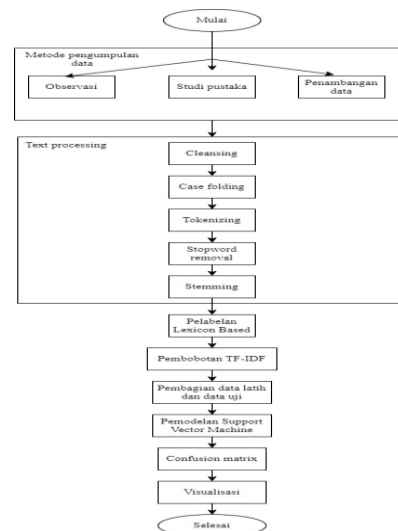 Mulai
Metode pengumpulan
data
Observasi
Studi pustaka
Penambangan
data
Text processing
Cleansing
Case folding
Tokenizing
Stopword
removal
Stemming
Pelabelan
Lexicon Based
Pembobotan TF-IDF
Pembagian data latih
dan data uji
Pemodelan Support
Vector Machine
Confusion matrix
Visualisasi
Selesai